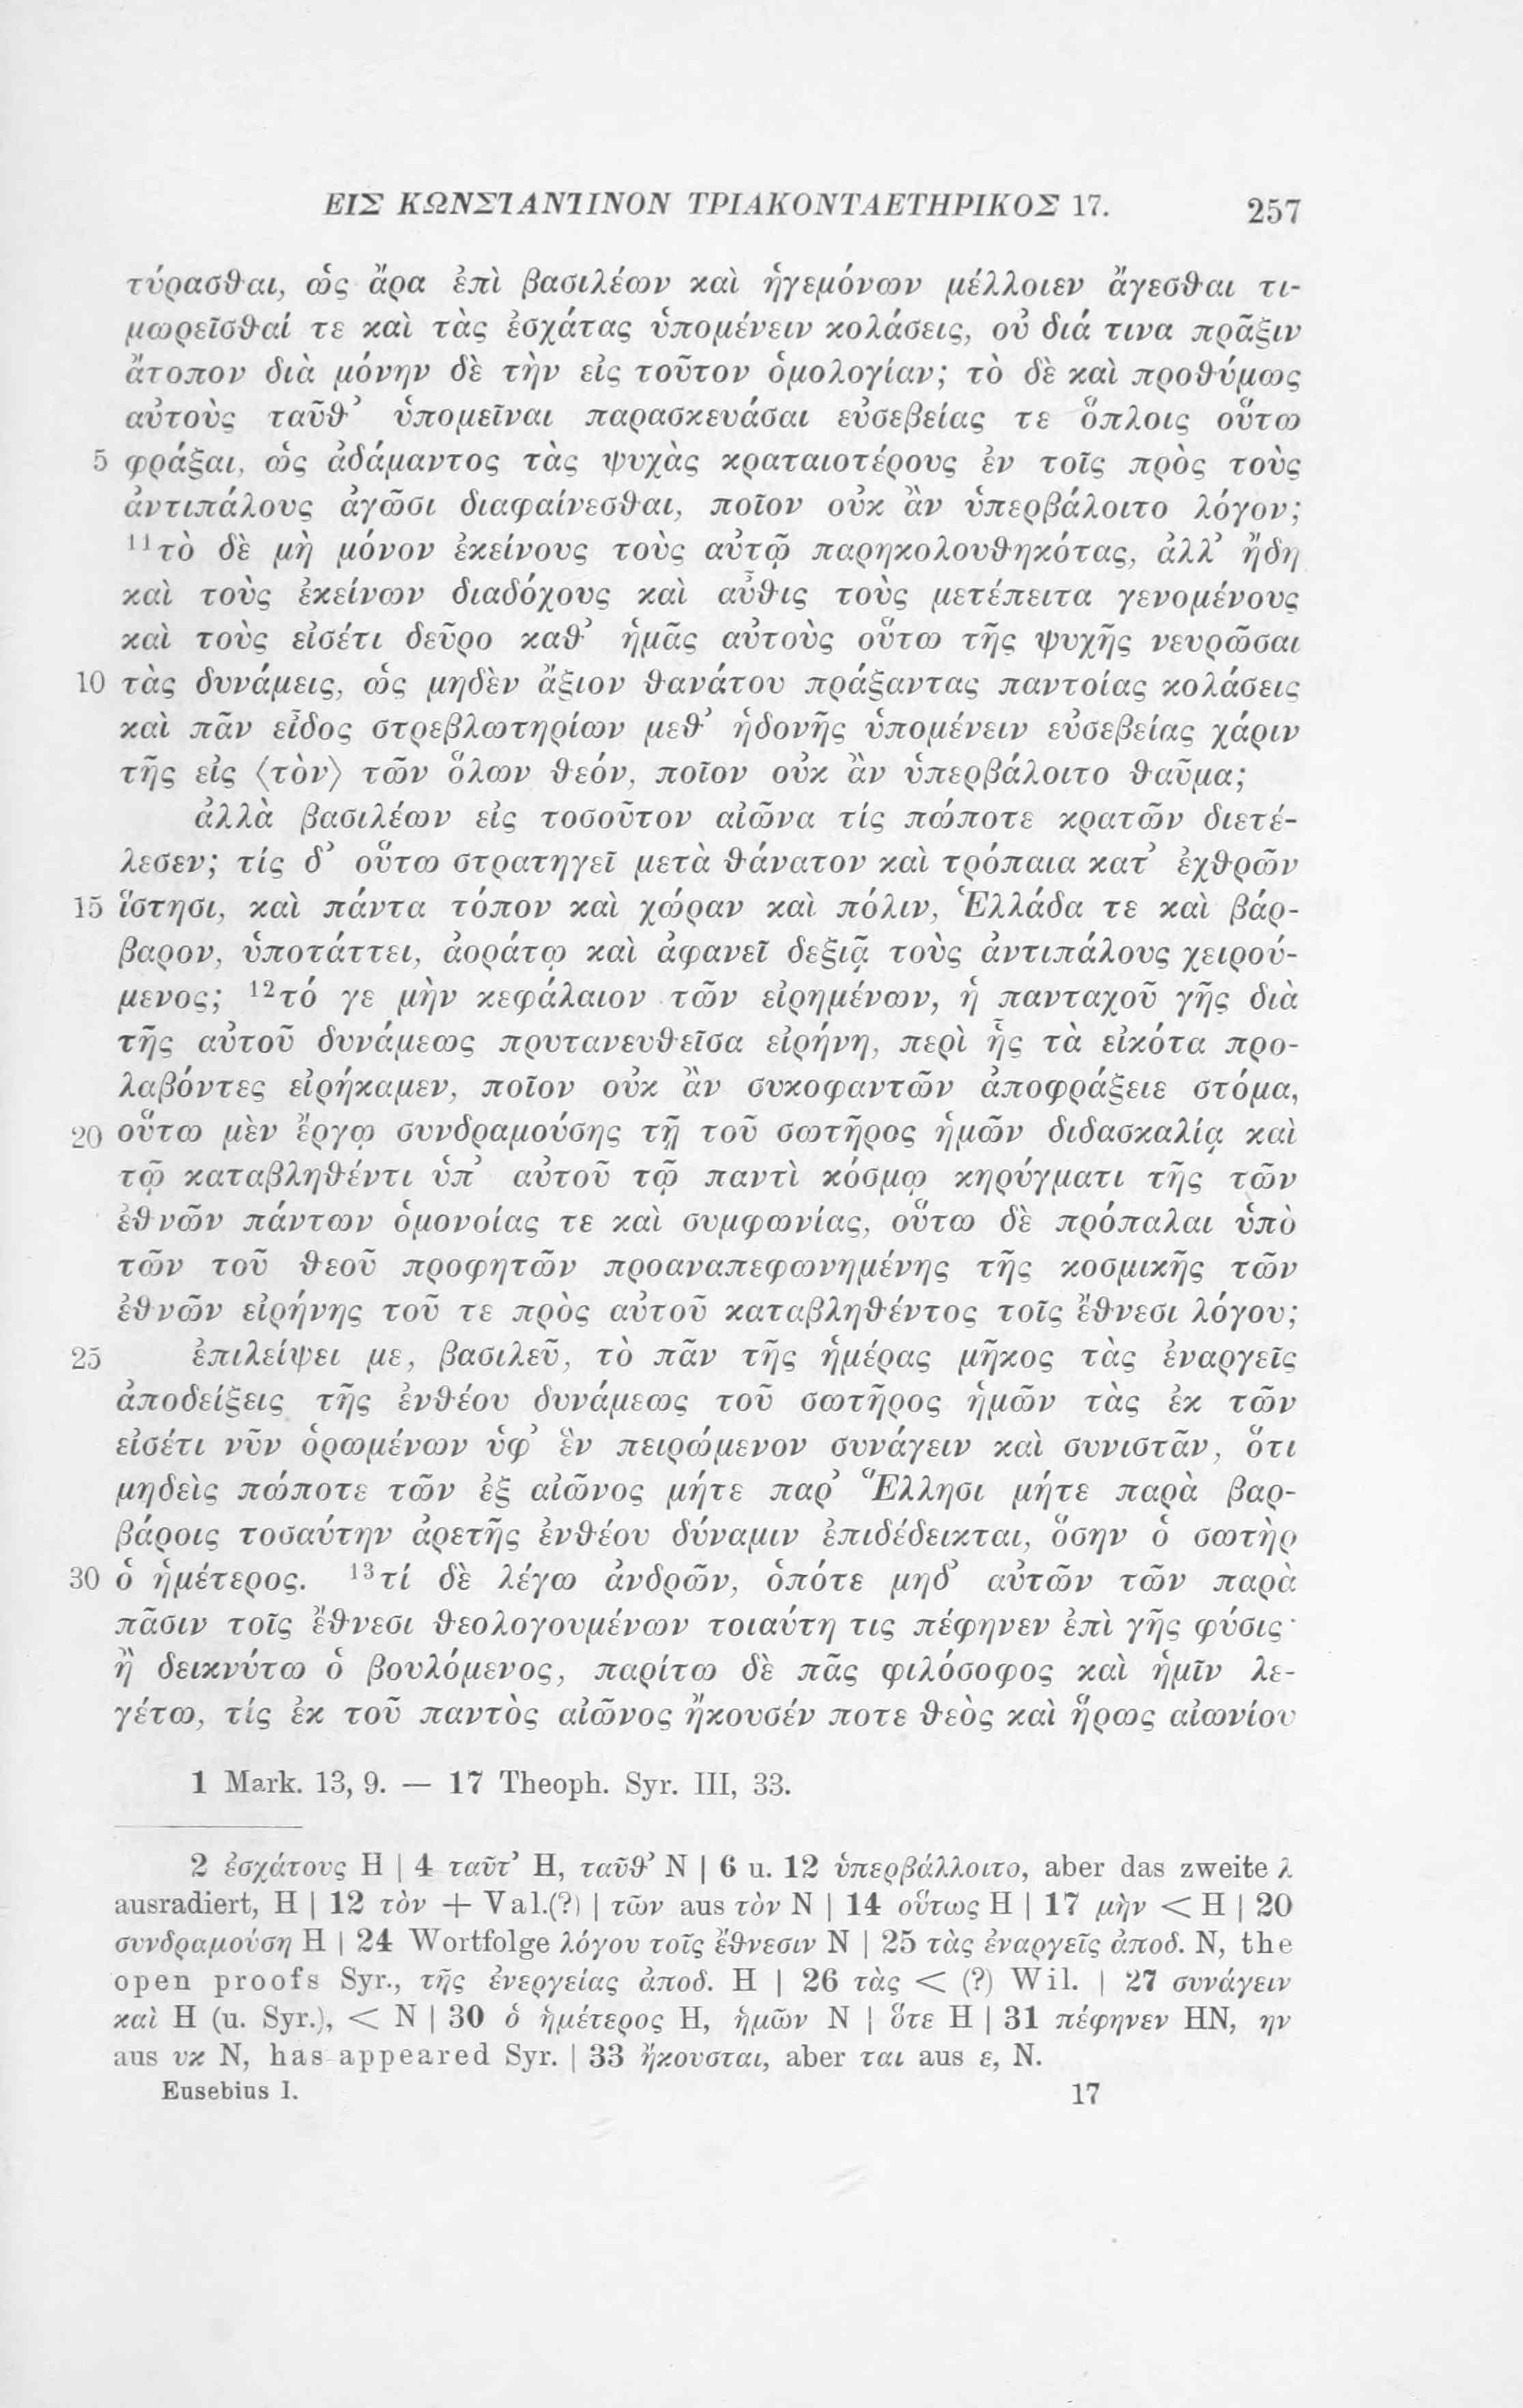 ΕΙΣ ΚΩΝΣΤΑΝΤΙΝΟΝ ΤΡΙΑΚΟΝΤΑΕΤΗΡΙΚΟΣ 17. 257
τύρασθαι, ὡς ἄρα ἐπὶ βασιλέων καὶ ἡγεμόνων μέλλοιεν ἄγεσθαι τι-
μωρεῖσθαί τε καὶ τὰς ἐσχάτας ὑπομένειν κολάσεις, οὐ διά τινα πρᾶξιν
ἄτοπον διὰ μόνην δὲ τὴν εἰς τοῦτον ὁμολογίαν; τὸ δὲ καὶ προθύμως
αὐτοὺς ταῦθ’ ὑπομεῖναι παρασκευάσαι εὐσεβείας τε ὅπλοις οὕτω
5 φράξαι, ὡς ἀδάμαντος τὰς ψυχὰς κραταιοτέρους ἐν τοῖς πρὸς τοὺς
ἀντιπάλους ἀγῶσι διαφαίνεσθαι, ποῖον οὐκ ἂν ὑπερβάλοιτο λόγον;
¹¹τὸ δὲ μὴ μόνον ἐκείνους τοὺς αὐτῷ παρηκολουθηκότας, ἀλλ’ ἤδη
καὶ τοὺς ἐκείνων διαδόχους καὶ αὖθις τοὺς μετέπειτα γενομένους
καὶ τοὺς εἰσέτι δεῦρο καθ’ ἡμᾶς αὐτοὺς οὕτω τῆς ψυχῆς νευρῶσαι
10 τὰς δυνάμεις, ὡς μηδὲν ἄξιον θανάτου πράξαντας παντοίας κολάσεις
καὶ πᾶν εἶδος στρεβλωτηρίων μεθ’ ἡδονῆς ὑπομένειν εὐσεβείας χάριν
τῆς εἰς ⟨τὸν⟩ τῶν ὅλων θεόν, ποῖον οὐκ ἂν ὑπερβάλοιτο θαῦμα;
ἀλλὰ βασιλέων εἰς τοσοῦτον αἰῶνα τίς πώποτε κρατῶν διετέ-
λεσεν; τίς δ’ οὕτω στρατηγεῖ μετὰ θάνατον καὶ τρόπαια κατ’ ἐχθρῶν
15 ἵστησι, καὶ πάντα τόπον καὶ χώραν καὶ πόλιν, Ἑλλάδα τε καὶ βάρ-
βαρον, ὑποτάττει, ἀοράτῳ καὶ ἀφανεῖ δεξιᾷ τοὺς ἀντιπάλους χειρού-
μενος; ¹²τό γε μὴν κεφάλαιον τῶν εἰρημένων, ἡ πανταχοῦ γῆς διὰ
τῆς αὐτοῦ δυνάμεως πρυτανευθεῖσα εἰρήνη, περὶ ἧς τὰ εἰκότα προ-
λαβόντες εἰρήκαμεν, ποῖον οὐκ ἂν συκοφαντῶν ἀποφράξειε στόμα,
20 οὕτω μὲν ἔργῳ συνδραμούσης τῇ τοῦ σωτῆρος ἡμῶν διδασκαλίᾳ καὶ
τῷ καταβληθέντι ὑπ’ αὐτοῦ τῷ παντὶ κόσμῳ κηρύγματι τῆς τῶν
ἐθνῶν πάντων ὁμονοίας τε καὶ συμφωνίας, οὕτω δὲ πρόπαλαι ὑπὸ
τῶν τοῦ θεοῦ προφητῶν προαναπεφωνημένης τῆς κοσμικῆς τῶν
ἐθνῶν εἰρήνης τοῦ τε πρὸς αὐτοῦ καταβληθέντος τοῖς ἔθνεσι λόγου;
25 ἐπιλείψει με, βασιλεῦ, τὸ πᾶν τῆς ἡμέρας μῆκος τὰς ἐναργεῖς
ἀποδείξεις τῆς ἐνθέου δυνάμεως τοῦ σωτῆρος ἡμῶν τὰς ἐκ τῶν
εἰσέτι νῦν ὁρωμένων ὑφ’ ἓν πειρώμενον συνάγειν καὶ συνιστᾶν, ὅτι
μηδεὶς πώποτε τῶν ἐξ αἰῶνος μήτε παρ’ Ἕλλησι μήτε παρὰ βαρ-
βάροις τοσαύτην ἀρετῆς ἐνθέου δύναμιν ἐπιδέδεικται, ὅσην ὁ σωτὴρ
30 ὁ ἡμέτερος. ¹³τί δὲ λέγω ἀνδρῶν, ὁπότε μηδ’ αὐτῶν τῶν παρὰ
πᾶσιν τοῖς ἔθνεσι θεολογουμένων τοιαύτη τις πέφηνεν ἐπὶ γῆς φύσις·
ἢ δεικνύτω ὁ βουλόμενος, παρίτω δὲ πᾶς φιλόσοφος καὶ ἡμῖν λε-
γέτω, τίς ἐκ τοῦ παντὸς αἰῶνος ἤκουσέν ποτε θεὸς καὶ ἥρως αἰωνίου
1 Mark. 13, 9. — 17 Theoph. Syr. III, 33.
2 ἐσχάτους H | 4 ταῦτ’ H, ταῦθ’ N | 6 u. 12 ὑπερβάλλοιτο, aber das zweite λ
ausradiert, H | 12 τὸν + Val.(?) | τῶν aus τὸν N | 14 οὕτως H | 17 μὴν < H | 20
συνδραμούση H | 24 Wortfolge λόγου τοῖς ἔθνεσιν N | 25 τὰς ἐναργεῖς ἀποδ. N, the
open proofs Syr., τῆς ἐνεργείας ἀποδ. H | 26 τὰς < (?) Wil. | 27 συνάγειν
καὶ H (u. Syr.), < N | 30 ὁ ἡμέτερος H, ἡμῶν N | ὅτε H | 31 πέφηνεν HN, ην
aus υκ N, has appeared Syr. | 33 ἤκουσται, aber ται aus ε, N.
Eusebius I. 17